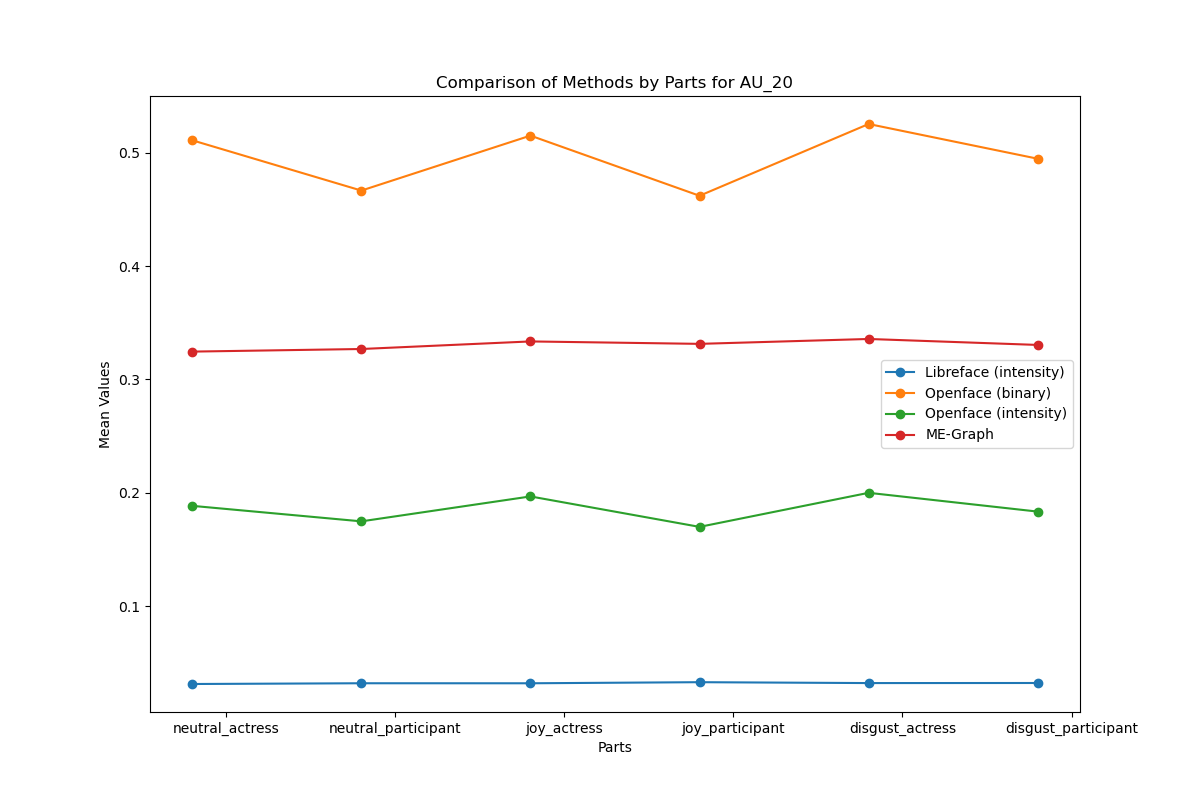 Comparison of Methods by Parts for AU_20
0.5
0.4
0.3
0.2
0.1
Mean Values
Libreface (intensity)
Openface (binary)
Openface (intensity)
ME-Graph
neutral_actress neutral_participant joy_actress joy_participant disgust_actress disgust_participant
Parts